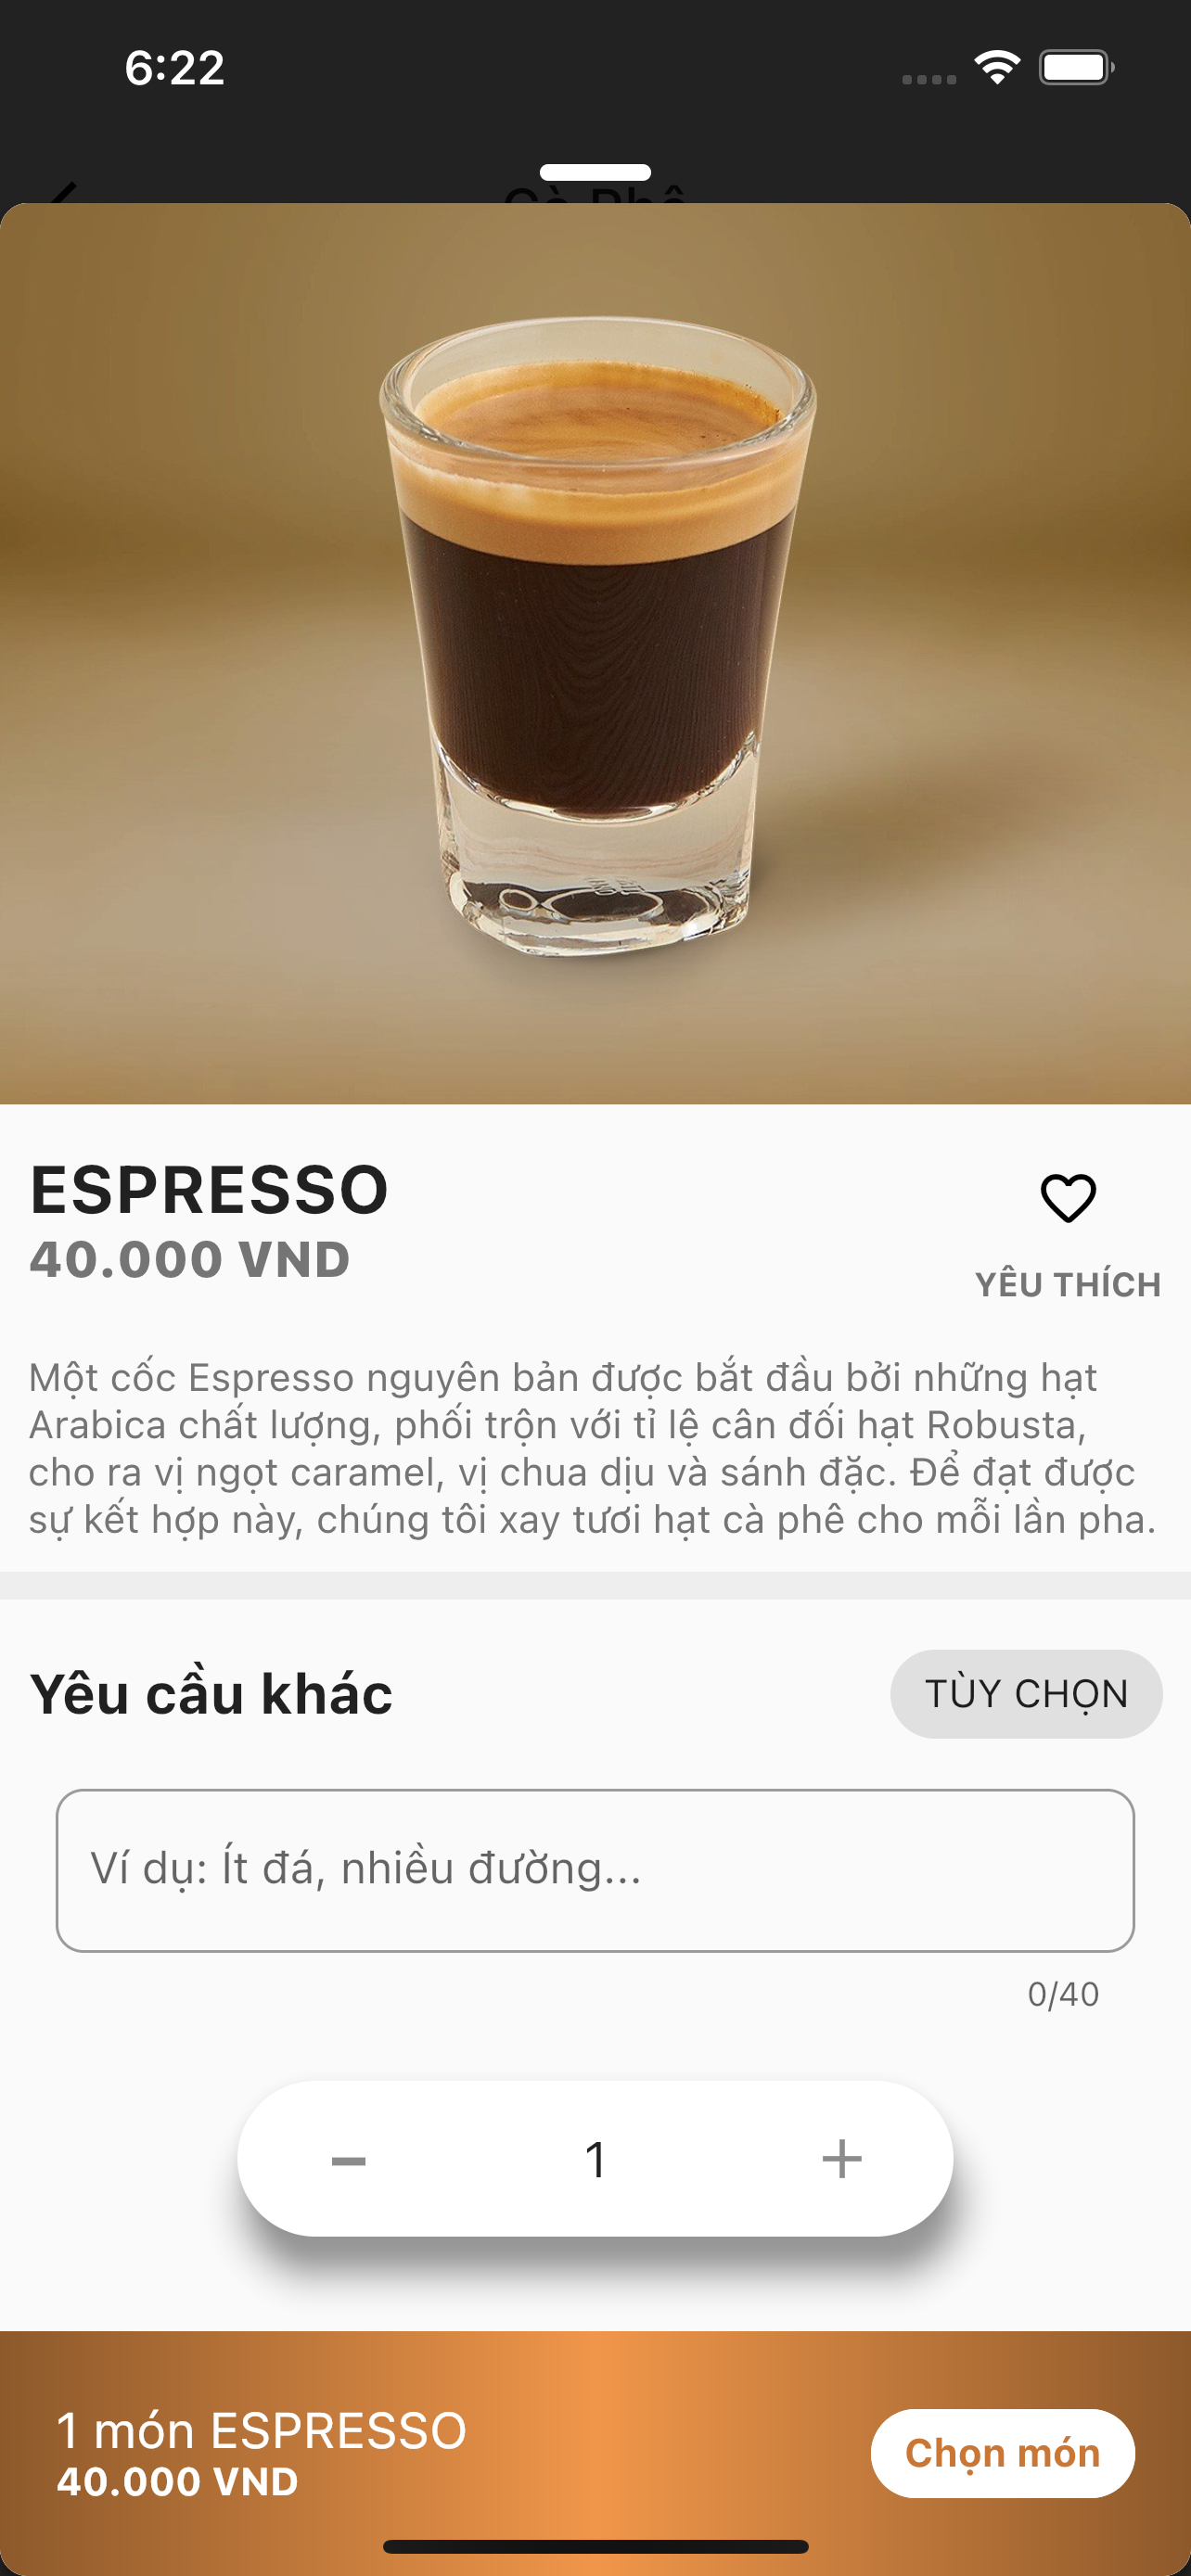 6:22
ESPRESSO
40.000 VND
YÊU THÍCH
Một cốc Espresso nguyên bản được bắt đầu bởi những hạt
Arabica chất lượng, phối trộn với tỉ lệ cân đối hạt Robusta,
cho ra vị ngọt caramel, vị chua dịu và sánh đặc. Để đạt được
sự kết hợp này, chúng tôi xay tươi hạt cà phê cho mỗi lần pha.
Yêu cầu khác
TÙY CHỌN
Ví dụ: Ít đá, nhiều đường...
0/40
1
1 món ESPRESSO
40.000 VND
Chọn món